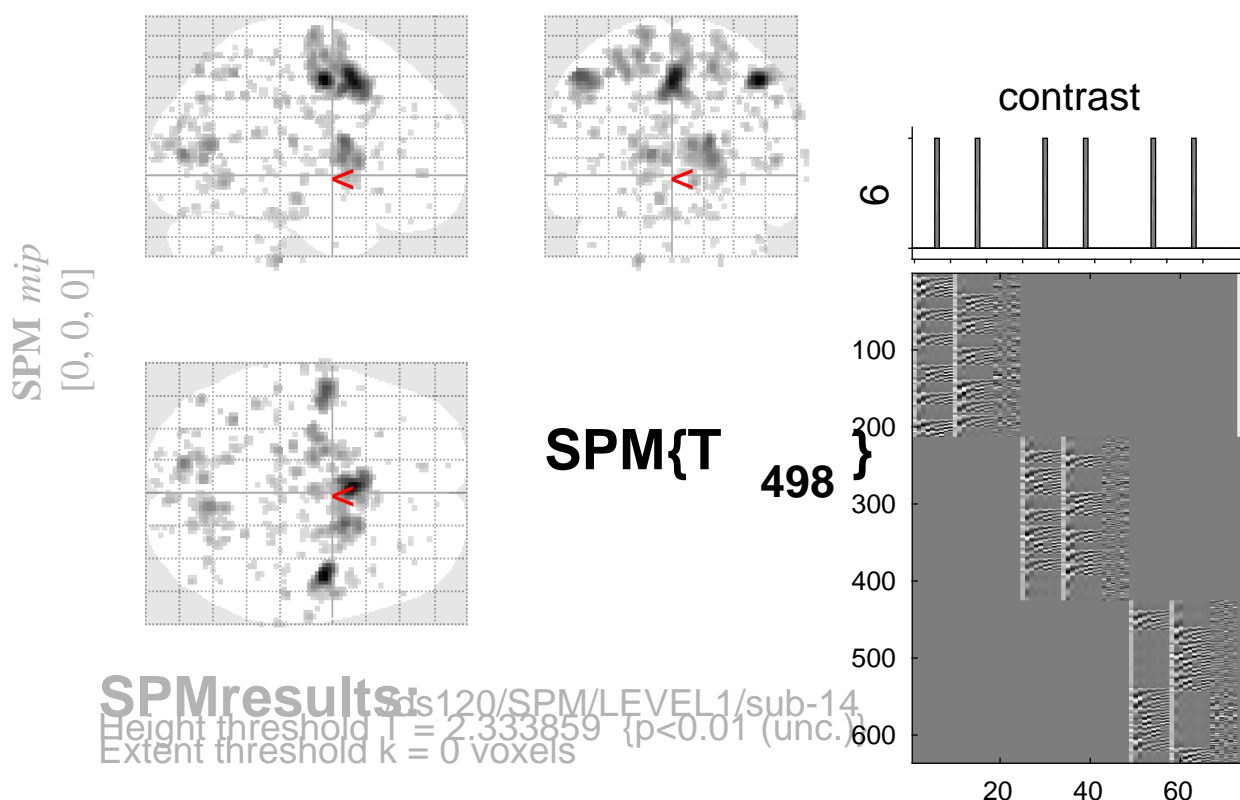 SPM mip
[0, 0, 0]
<
<
<
SPM{T 498 }
contrast
6
100
200
300
400
500
600
20 40 60
SPMresults: /ds120/SPM/LEVEL1/sub-14
Height threshold T = 2.333859 {p<0.01 (unc.)}
Extent threshold k = 0 voxels